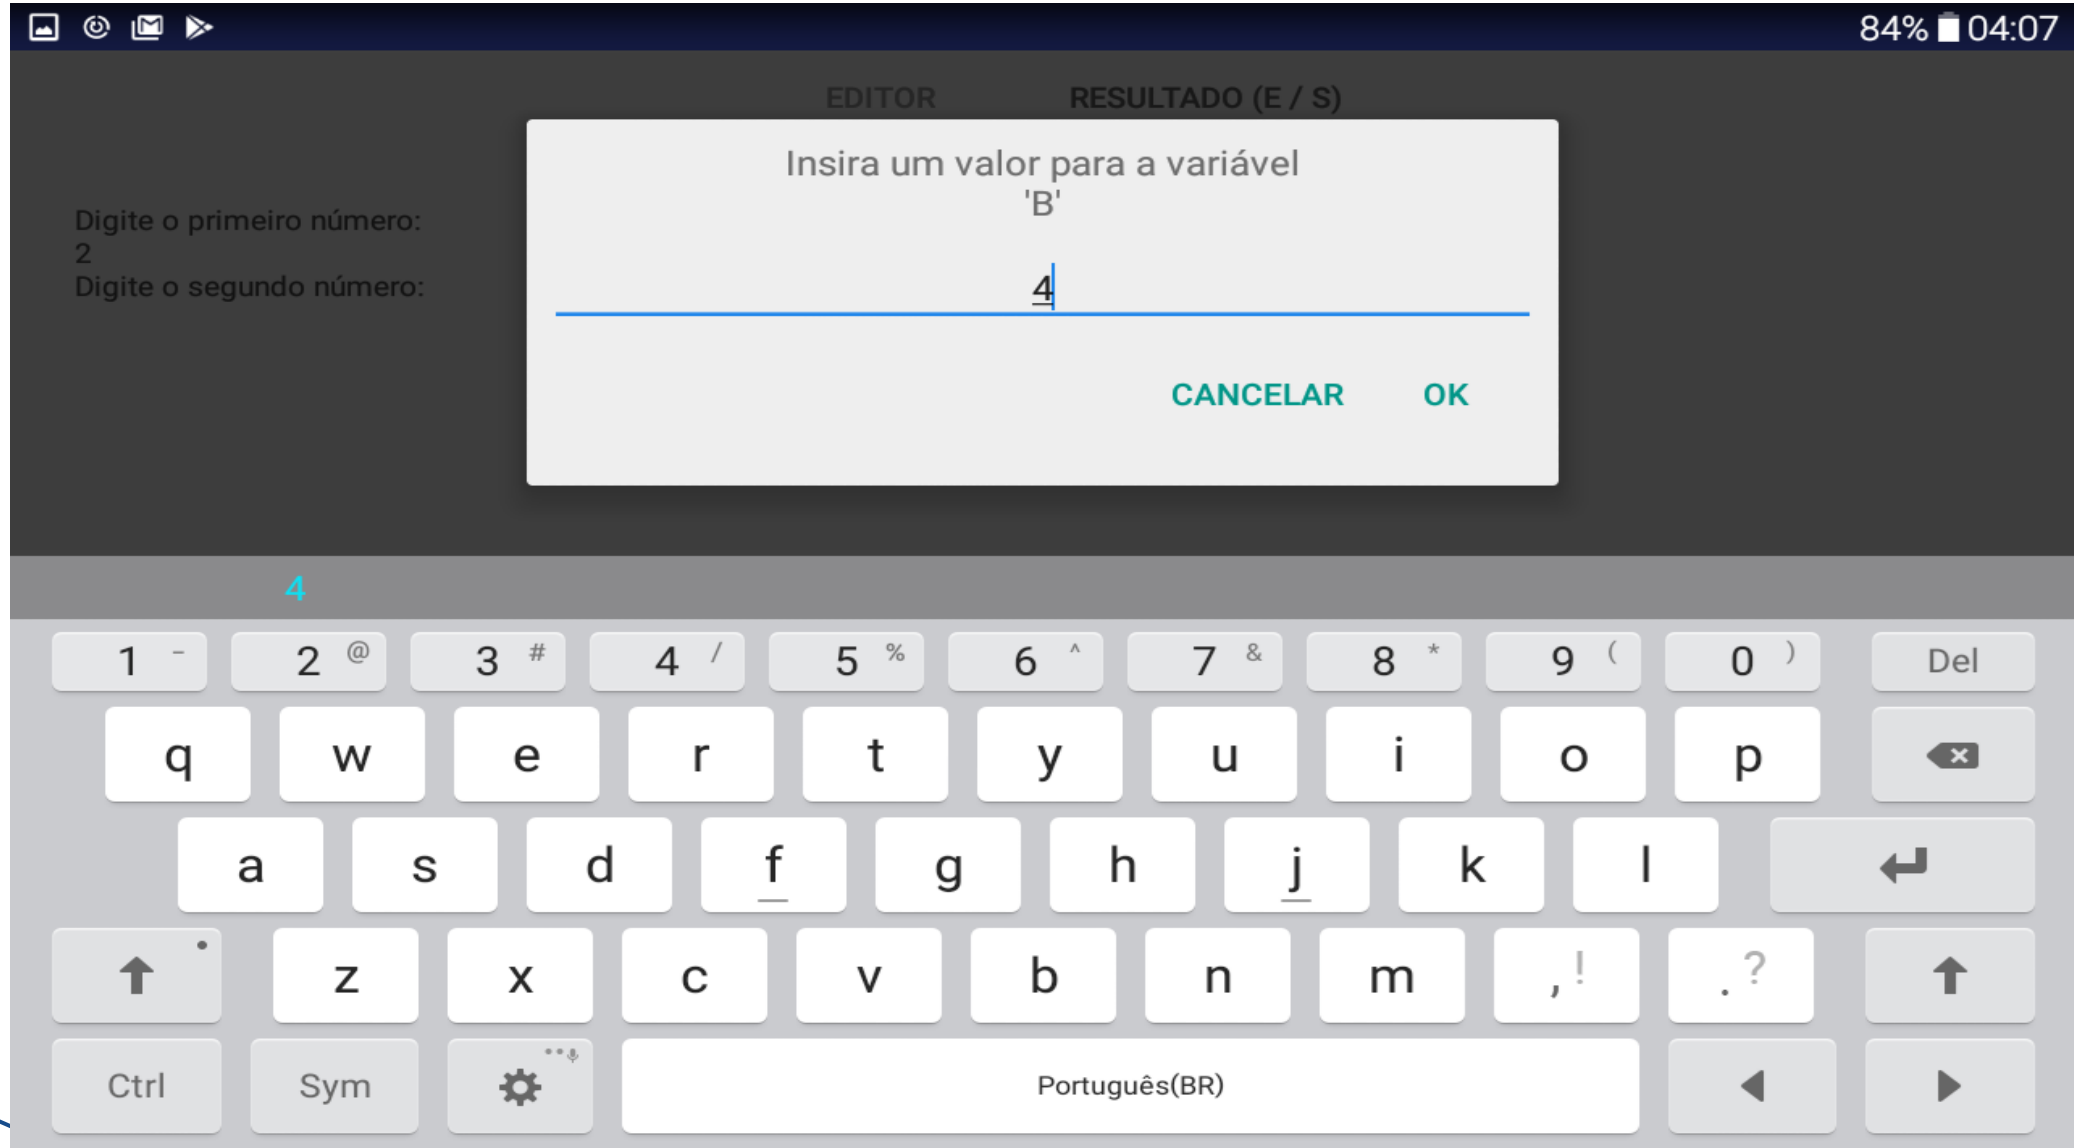 84% 04:07
EDITOR RESULTADO (E / S)
Insira um valor para a variável
'B'
Digite o primeiro número:
2
Digite o segundo número:
4
CANCELAR OK
4
1 - 2 @ 3 # 4 / 5 % 6 ^ 7 & 8 * 9 ( 0 ) Del
q w e r t y u i o p
a s d f g h j k l
z x c v b n m , ! . ?
Ctrl Sym Português(BR)